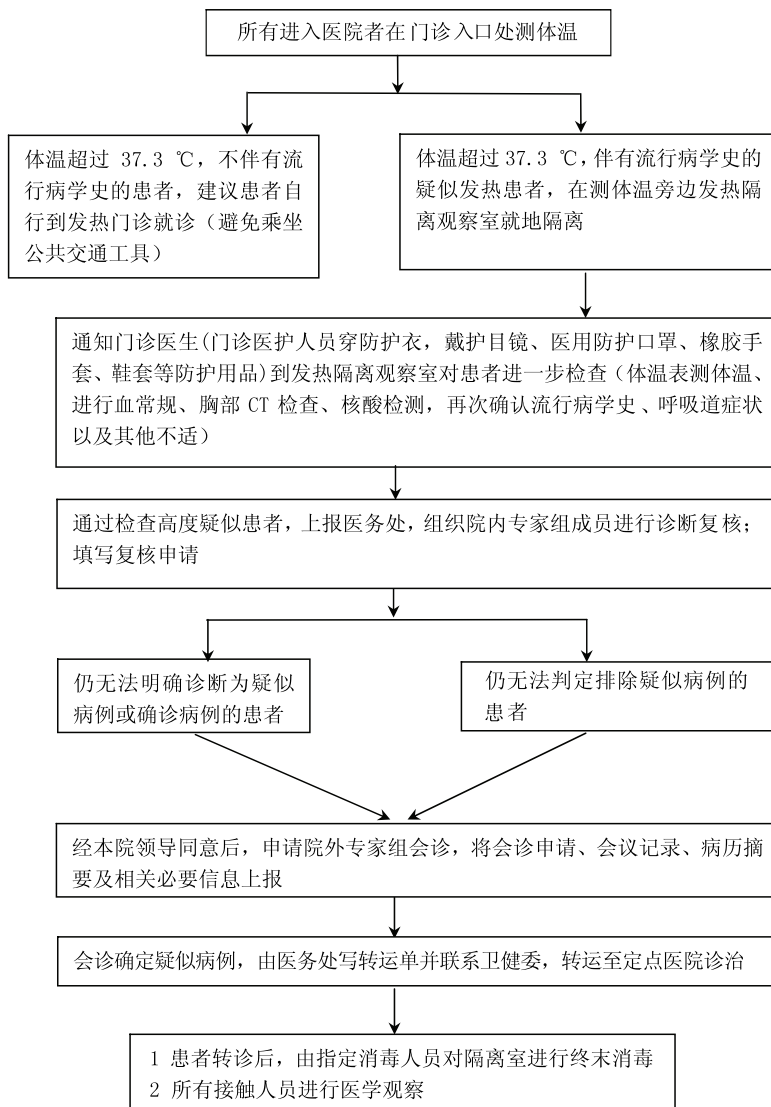 所有进入医院者在门诊入口处测体温
体温超过 37.3 ℃，不伴有流
行病学史的患者，建议患者自
行到发热门诊就诊（避免乘坐
公共交通工具）
体温超过 37.3 ℃，伴有流行病学史的
疑似发热患者，在测体温旁边发热隔
离观察室就地隔离
通知门诊医生(门诊医护人员穿防护衣，戴护目镜、医用防护口罩、橡胶手
套、鞋套等防护用品)到发热隔离观察室对患者进一步检查（体温表测体温、
进行血常规、胸部 CT 检查、核酸检测，再次确认流行病学史、呼吸道症状
以及其他不适）
通过检查高度疑似患者，上报医务处，组织院内专家组成员进行诊断复核；
填写复核申请
仍无法明确诊断为疑似
病例或确诊病例的患者
仍无法判定排除疑似病例的
患者
经本院领导同意后，申请院外专家组会诊，将会诊申请、会议记录、病历摘
要及相关必要信息上报
会诊确定疑似病例，由医务处写转运单并联系卫健委，转运至定点医院诊治
1 患者转诊后，由指定消毒人员对隔离室进行终末消毒
2 所有接触人员进行医学观察